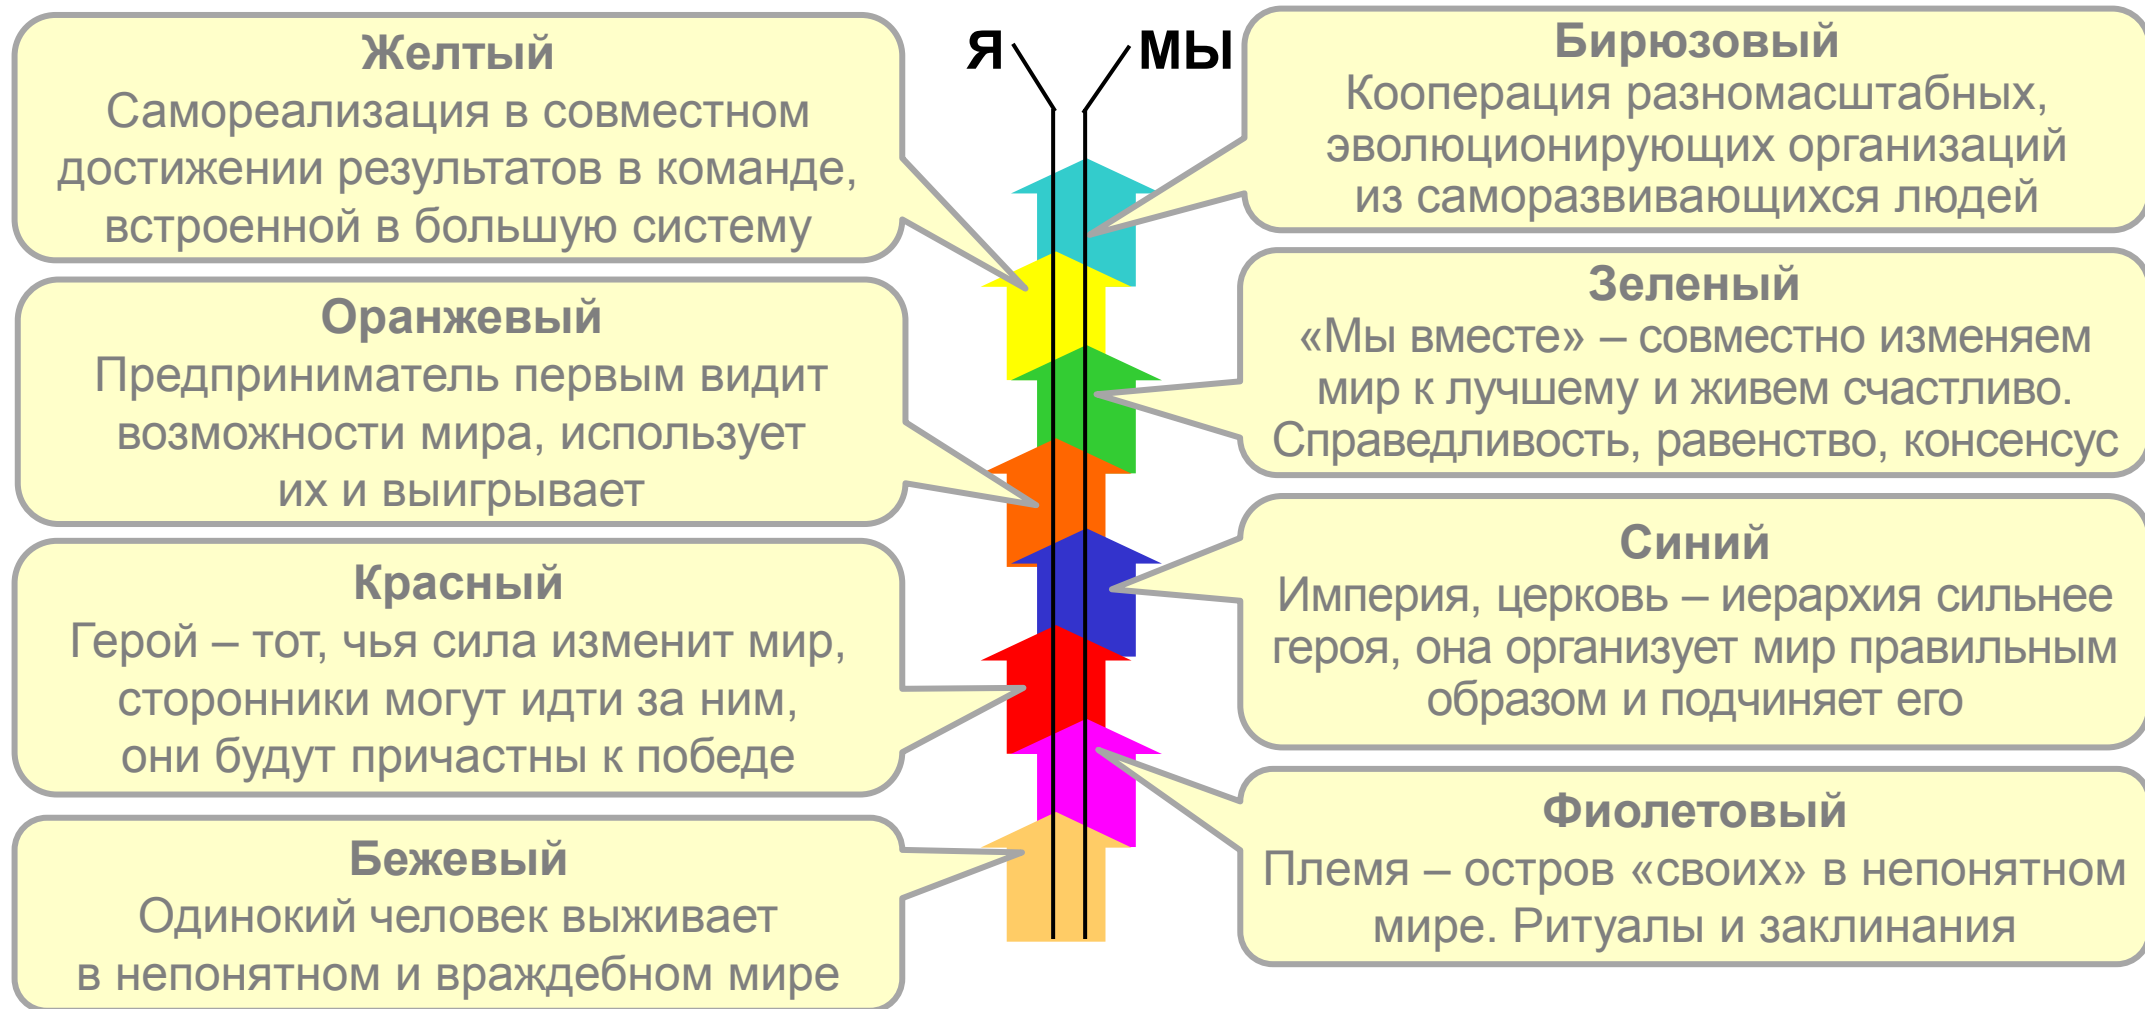 Желтый
Самореализация в совместном
достижении результатов в команде,
встроенной в большую систему
Оранжевый
Предприниматель первым видит
возможности мира, использует
их и выигрывает
Красный
Герой – тот, чья сила изменит мир,
сторонники могут идти за ним,
они будут причастны к победе
Бежевый
Одинокий человек выживает
в непонятном и враждебном мире
Я
МЫ
Бирюзовый
Кооперация разномасштабных,
эволюционирующих организаций
из саморазвивающихся людей
Зеленый
«Мы вместе» – совместно изменяем
мир к лучшему и живем счастливо.
Справедливость, равенство, консенсус
Синий
Империя, церковь – иерархия сильнее
героя, она организует мир правильным
образом и подчиняет его
Фиолетовый
Племя – остров «своих» в непонятном
мире. Ритуалы и заклинания